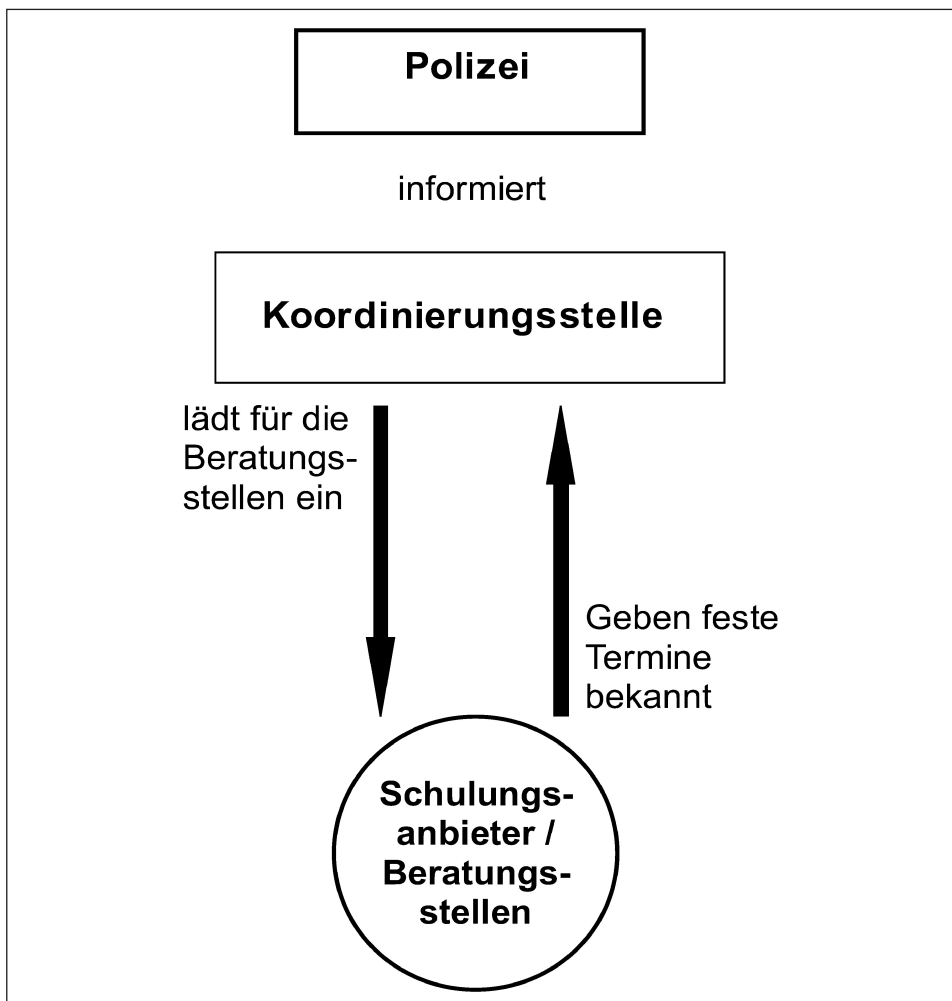 Polizei
informiert
Koordinierungsstelle
lädt für die
Beratungs-
stellen ein
Geben feste
Termine
bekannt
Schulungs-
anbieter /
Beratungs-
stellen